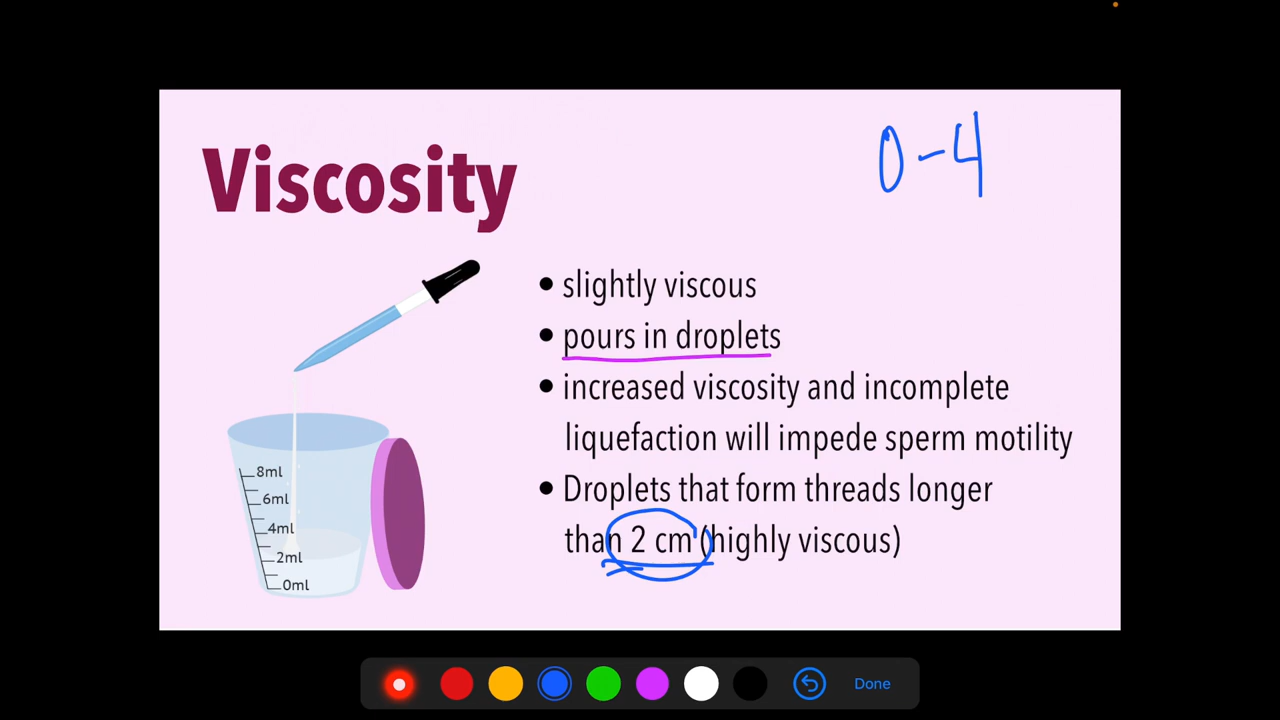 Viscosity
0-4
• slightly viscous
• pours in droplets
• increased viscosity and incomplete
liquefaction will impede sperm motility
• Droplets that form threads longer
than 2 cm (highly viscous)
8ml
6ml
4ml
2ml
0ml
Done